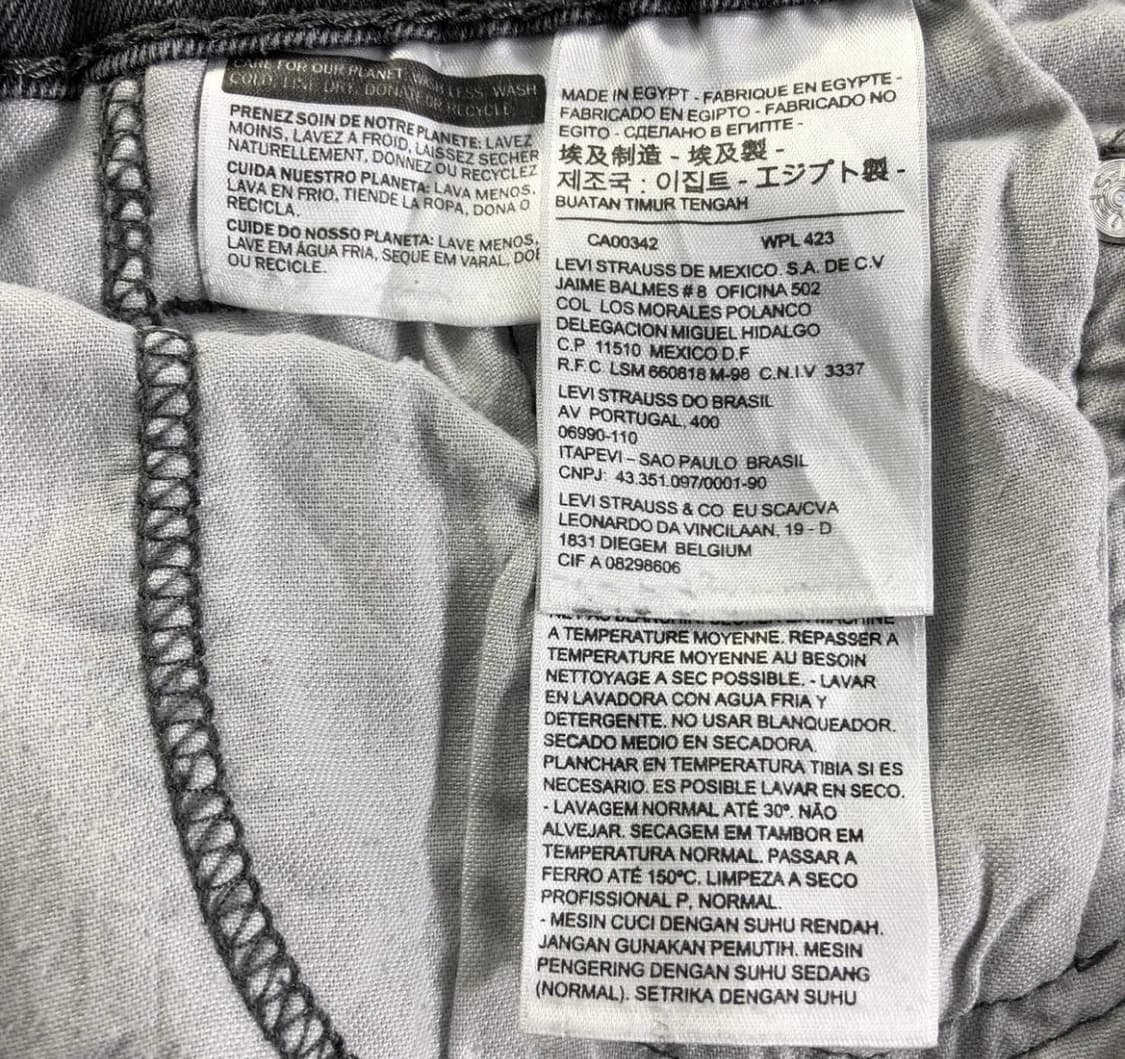 CARE FOR OUR PLANET WASH LESS, WASH
COLD, LINE DRY, DONATE OR RECYCLE
PRENEZ SOIN DE NOTRE PLANETE: LAVEZ
MOINS, LAVEZ A FROID, LAISSEZ SECHER
NATURELLEMENT, DONNEZ OU RECYCLEZ
CUIDA NUESTRO PLANETA: LAVA MENOS,
LAVA EN FRIO, TIENDE LA ROPA, DONA O
RECICLA.
CUIDE DO NOSSO PLANETA: LAVE MENOS,
LAVE EM ÁGUA FRIA, SEQUE EM VARAL, DOE
OU RECICLE.
MADE IN EGYPT - FABRIQUE EN EGYPTE -
FABRICADO EN EGIPTO - FABRICADO NO
EGITO - СДЕЛАНО В ЕГИПТЕ -
埃及制造 - 埃及製 -
제조국 : 이집트 - エジプト製 -
BUATAN TIMUR TENGAH
CA00342 WPL 423
LEVI STRAUSS DE MEXICO S.A. DE C.V
JAIME BALMES # 8 OFICINA 502
COL LOS MORALES POLANCO
DELEGACION MIGUEL HIDALGO
C.P 11510 MEXICO D.F
R.F.C LSM 660818 M-98 C.N.I.V 3337
LEVI STRAUSS DO BRASIL
AV PORTUGAL, 400
06990-110
ITAPEVI – SAO PAULO BRASIL
CNPJ: 43.351.097/0001-90
LEVI STRAUSS & CO EU SCA/CVA
LEONARDO DA VINCILAAN, 19 - D
1831 DIEGEM BELGIUM
CIF A 08298606
A TEMPERATURE MOYENNE. REPASSER A
TEMPERATURE MOYENNE AU BESOIN
NETTOYAGE A SEC POSSIBLE. - LAVAR
EN LAVADORA CON AGUA FRIA Y
DETERGENTE. NO USAR BLANQUEADOR.
SECADO MEDIO EN SECADORA.
PLANCHAR EN TEMPERATURA TIBIA SI ES
NECESARIO. ES POSIBLE LAVAR EN SECO.
- LAVAGEM NORMAL ATÉ 30º. NÃO
ALVEJAR. SECAGEM EM TAMBOR EM
TEMPERATURA NORMAL. PASSAR A
FERRO ATÉ 150ºC. LIMPEZA A SECO
PROFISSIONAL P, NORMAL.
- MESIN CUCI DENGAN SUHU RENDAH.
JANGAN GUNAKAN PEMUTIH. MESIN
PENGERING DENGAN SUHU SEDANG
(NORMAL). SETRIKA DENGAN SUHU